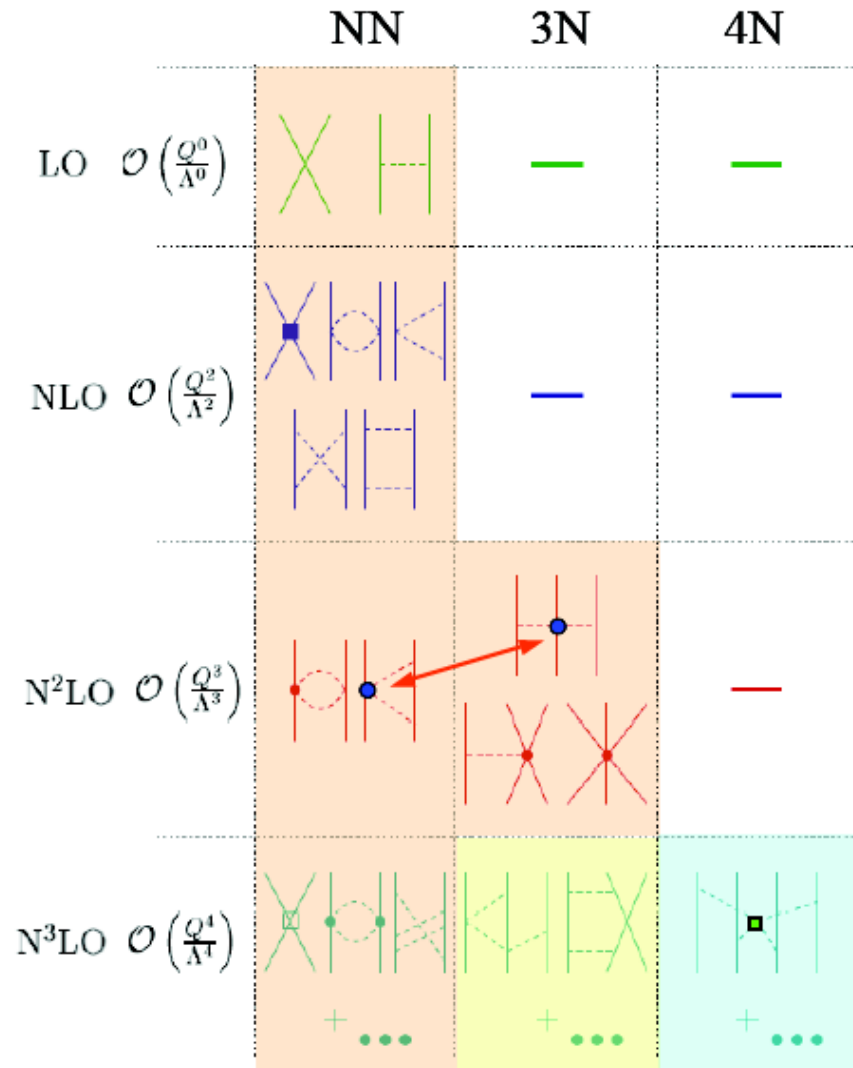 NN 3N 4N
LO 𝒪(Q⁰/Λ⁰)
NLO 𝒪(Q²/Λ²)
N²LO 𝒪(Q³/Λ³)
N³LO 𝒪(Q⁴/Λ⁴)
+ ... + ... + ...